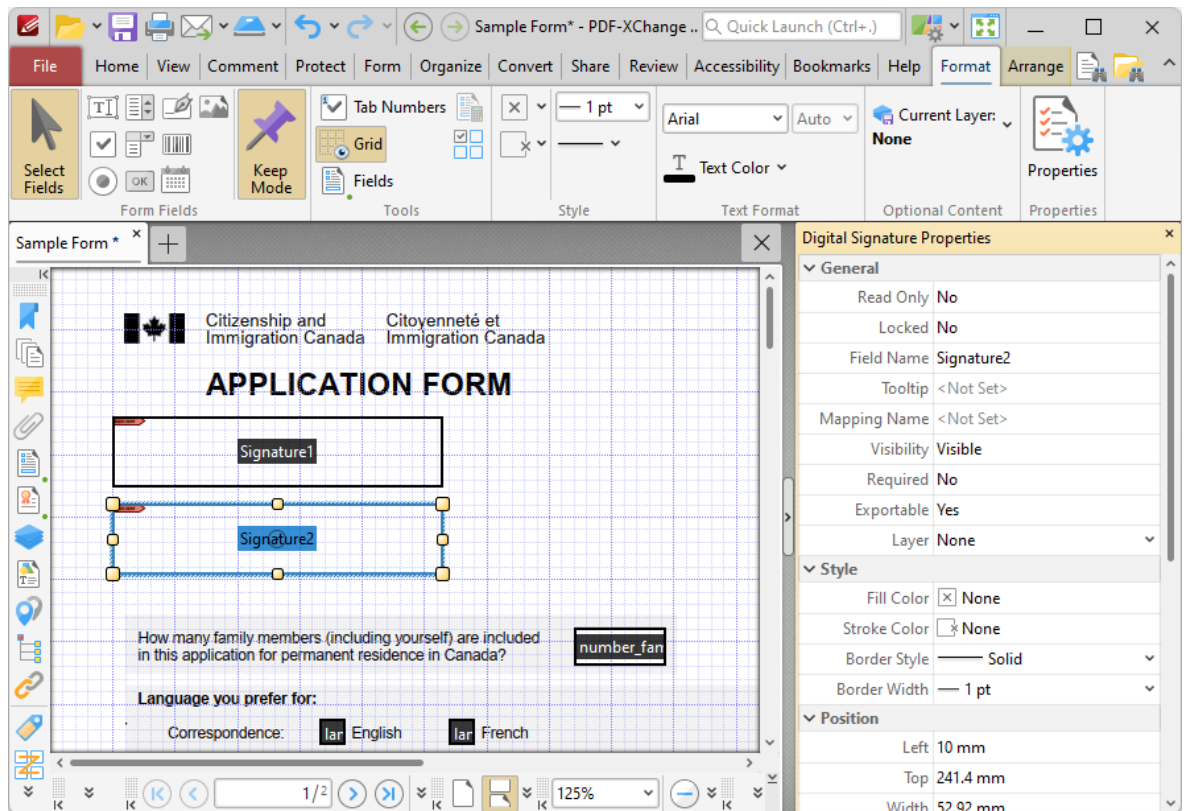 Sample Form* - PDF-XChange ..
Quick Launch (Ctrl+.)
File Home View Comment Protect Form Organize Convert Share Review Accessibility Bookmarks Help Format Arrange
Select Fields
OK
Form Fields
Keep Mode
Tab Numbers
Grid
Fields
Tools
1 pt
Style
Arial
Auto
Text Color
Text Format
Current Layer:
None
Optional Content
Properties
Properties
Sample Form *
Citizenship and
Immigration Canada
Citoyenneté et
Immigration Canada
APPLICATION FORM
Signature1
Signature2
How many family members (including yourself) are included
in this application for permanent residence in Canada?
number_fan
Language you prefer for:
Correspondence: lar English lar French
1/2
125%
Digital Signature Properties
General
Read Only No
Locked No
Field Name Signature2
Tooltip <Not Set>
Mapping Name <Not Set>
Visibility Visible
Required No
Exportable Yes
Layer None
Style
Fill Color None
Stroke Color None
Border Style Solid
Border Width 1 pt
Position
Left 10 mm
Top 241.4 mm
Width 52.92 mm